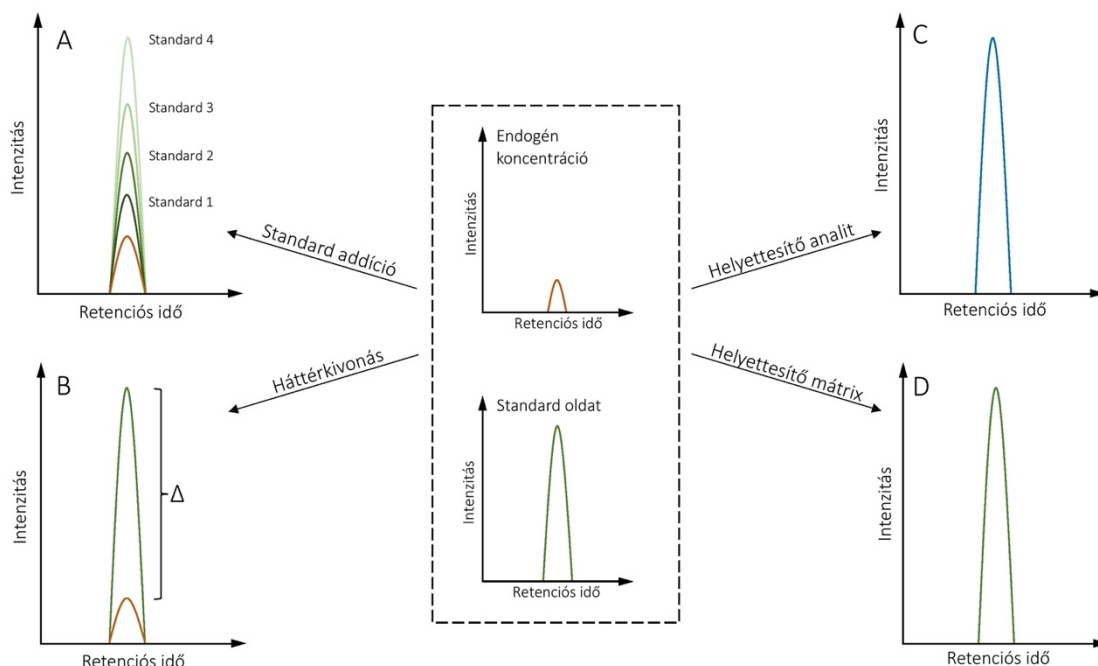 A
Standard 4
Standard 3
Standard 2
Standard 1
Intenzitás
Retenciós idő
Standard addíció
Endogén
koncentráció
Intenzitás
Retenciós idő
Helyettesítő analit
C
Intenzitás
Retenciós idő
B
Δ
Intenzitás
Retenciós idő
Háttérkivonás
Standard oldat
Intenzitás
Retenciós idő
Helyettesítő mátrix
D
Intenzitás
Retenciós idő